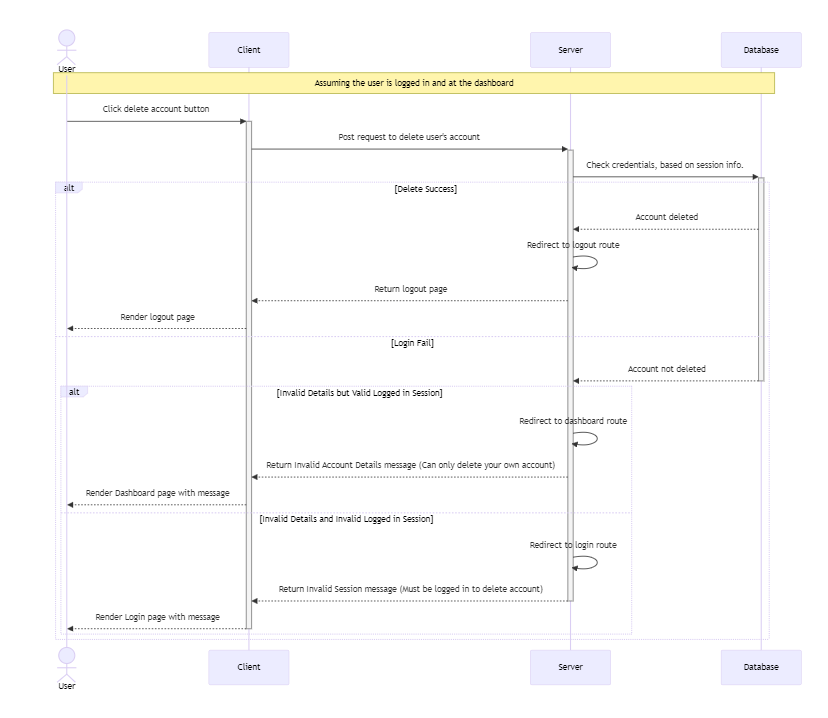 User
Client
Server
Database
Assuming the user is logged in and at the dashboard
Click delete account button
Post request to delete user's account
Check credentials, based on session info.
alt
[Delete Success]
Account deleted
Redirect to logout route
Return logout page
Render logout page
[Login Fail]
Account not deleted
alt
[Invalid Details but Valid Logged in Session]
Redirect to dashboard route
Return Invalid Account Details message (Can only delete your own account)
Render Dashboard page with message
[Invalid Details and Invalid Logged in Session]
Redirect to login route
Return Invalid Session message (Must be logged in to delete account)
Render Login page with message
User
Client
Server
Database